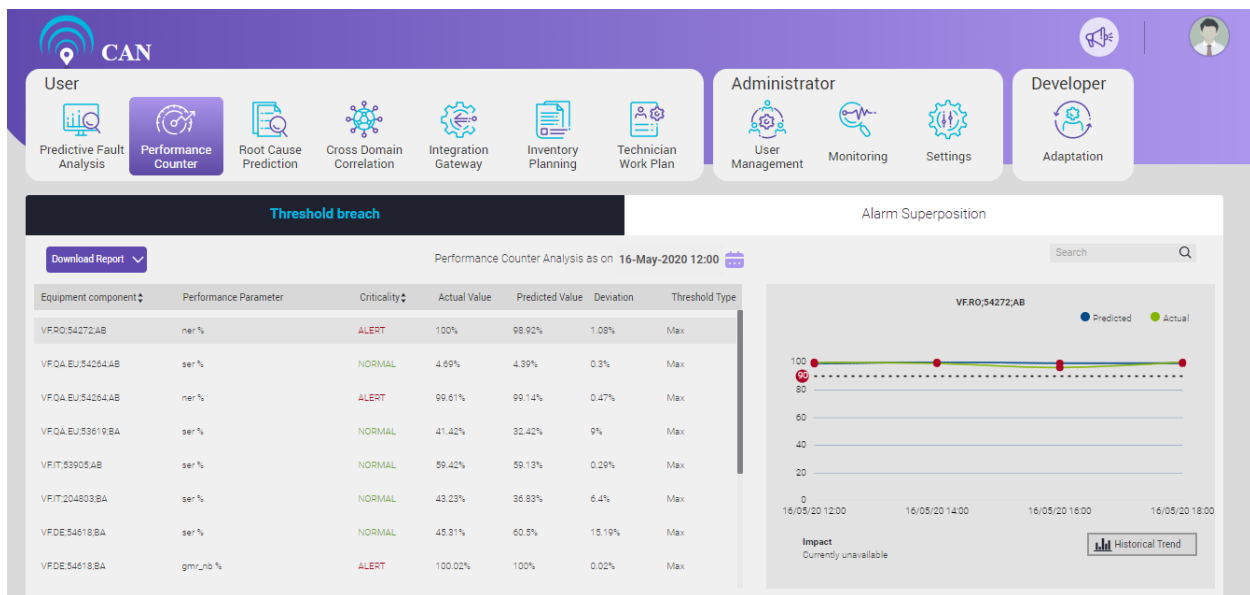 CAN
User
Administrator
Developer
Predictive Fault
Analysis
Performance
Counter
Root Cause
Prediction
Cross Domain
Correlation
Integration
Gateway
Inventory
Planning
Technician
Work Plan
User
Management
Monitoring
Settings
Adaptation
Threshold breach
Alarm Superposition
Download Report
Performance Counter Analysis as on 16-May-2020 12:00
Search
Equipment component Performance Parameter Criticality Actual Value Predicted Value Deviation Threshold Type
VF.RO;54272;AB ner % ALERT 100% 98.92% 1.08% Max
VF.QA.EU;54264;AB ser % NORMAL 4.69% 4.39% 0.3% Max
VF.QA.EU;54264;AB ner % ALERT 99.61% 99.14% 0.47% Max
VF.QA.EU;53619;BA ser % NORMAL 41.42% 32.42% 9% Max
VF.IT;53905;AB ser % NORMAL 59.42% 59.13% 0.29% Max
VF.IT;204803;BA ser % NORMAL 43.23% 36.83% 6.4% Max
VF.DE;54618;BA ser % NORMAL 45.31% 60.5% 15.19% Max
VF.DE;54618;BA gmr_nb % ALERT 100.02% 100% 0.02% Max
VF.RO;54272;AB
Predicted Actual
100
90
80
60
40
20
0
16/05/20 12:00 16/05/20 14:00 16/05/20 16:00 16/05/20 18:00
Impact
Currently unavailable
Historical Trend